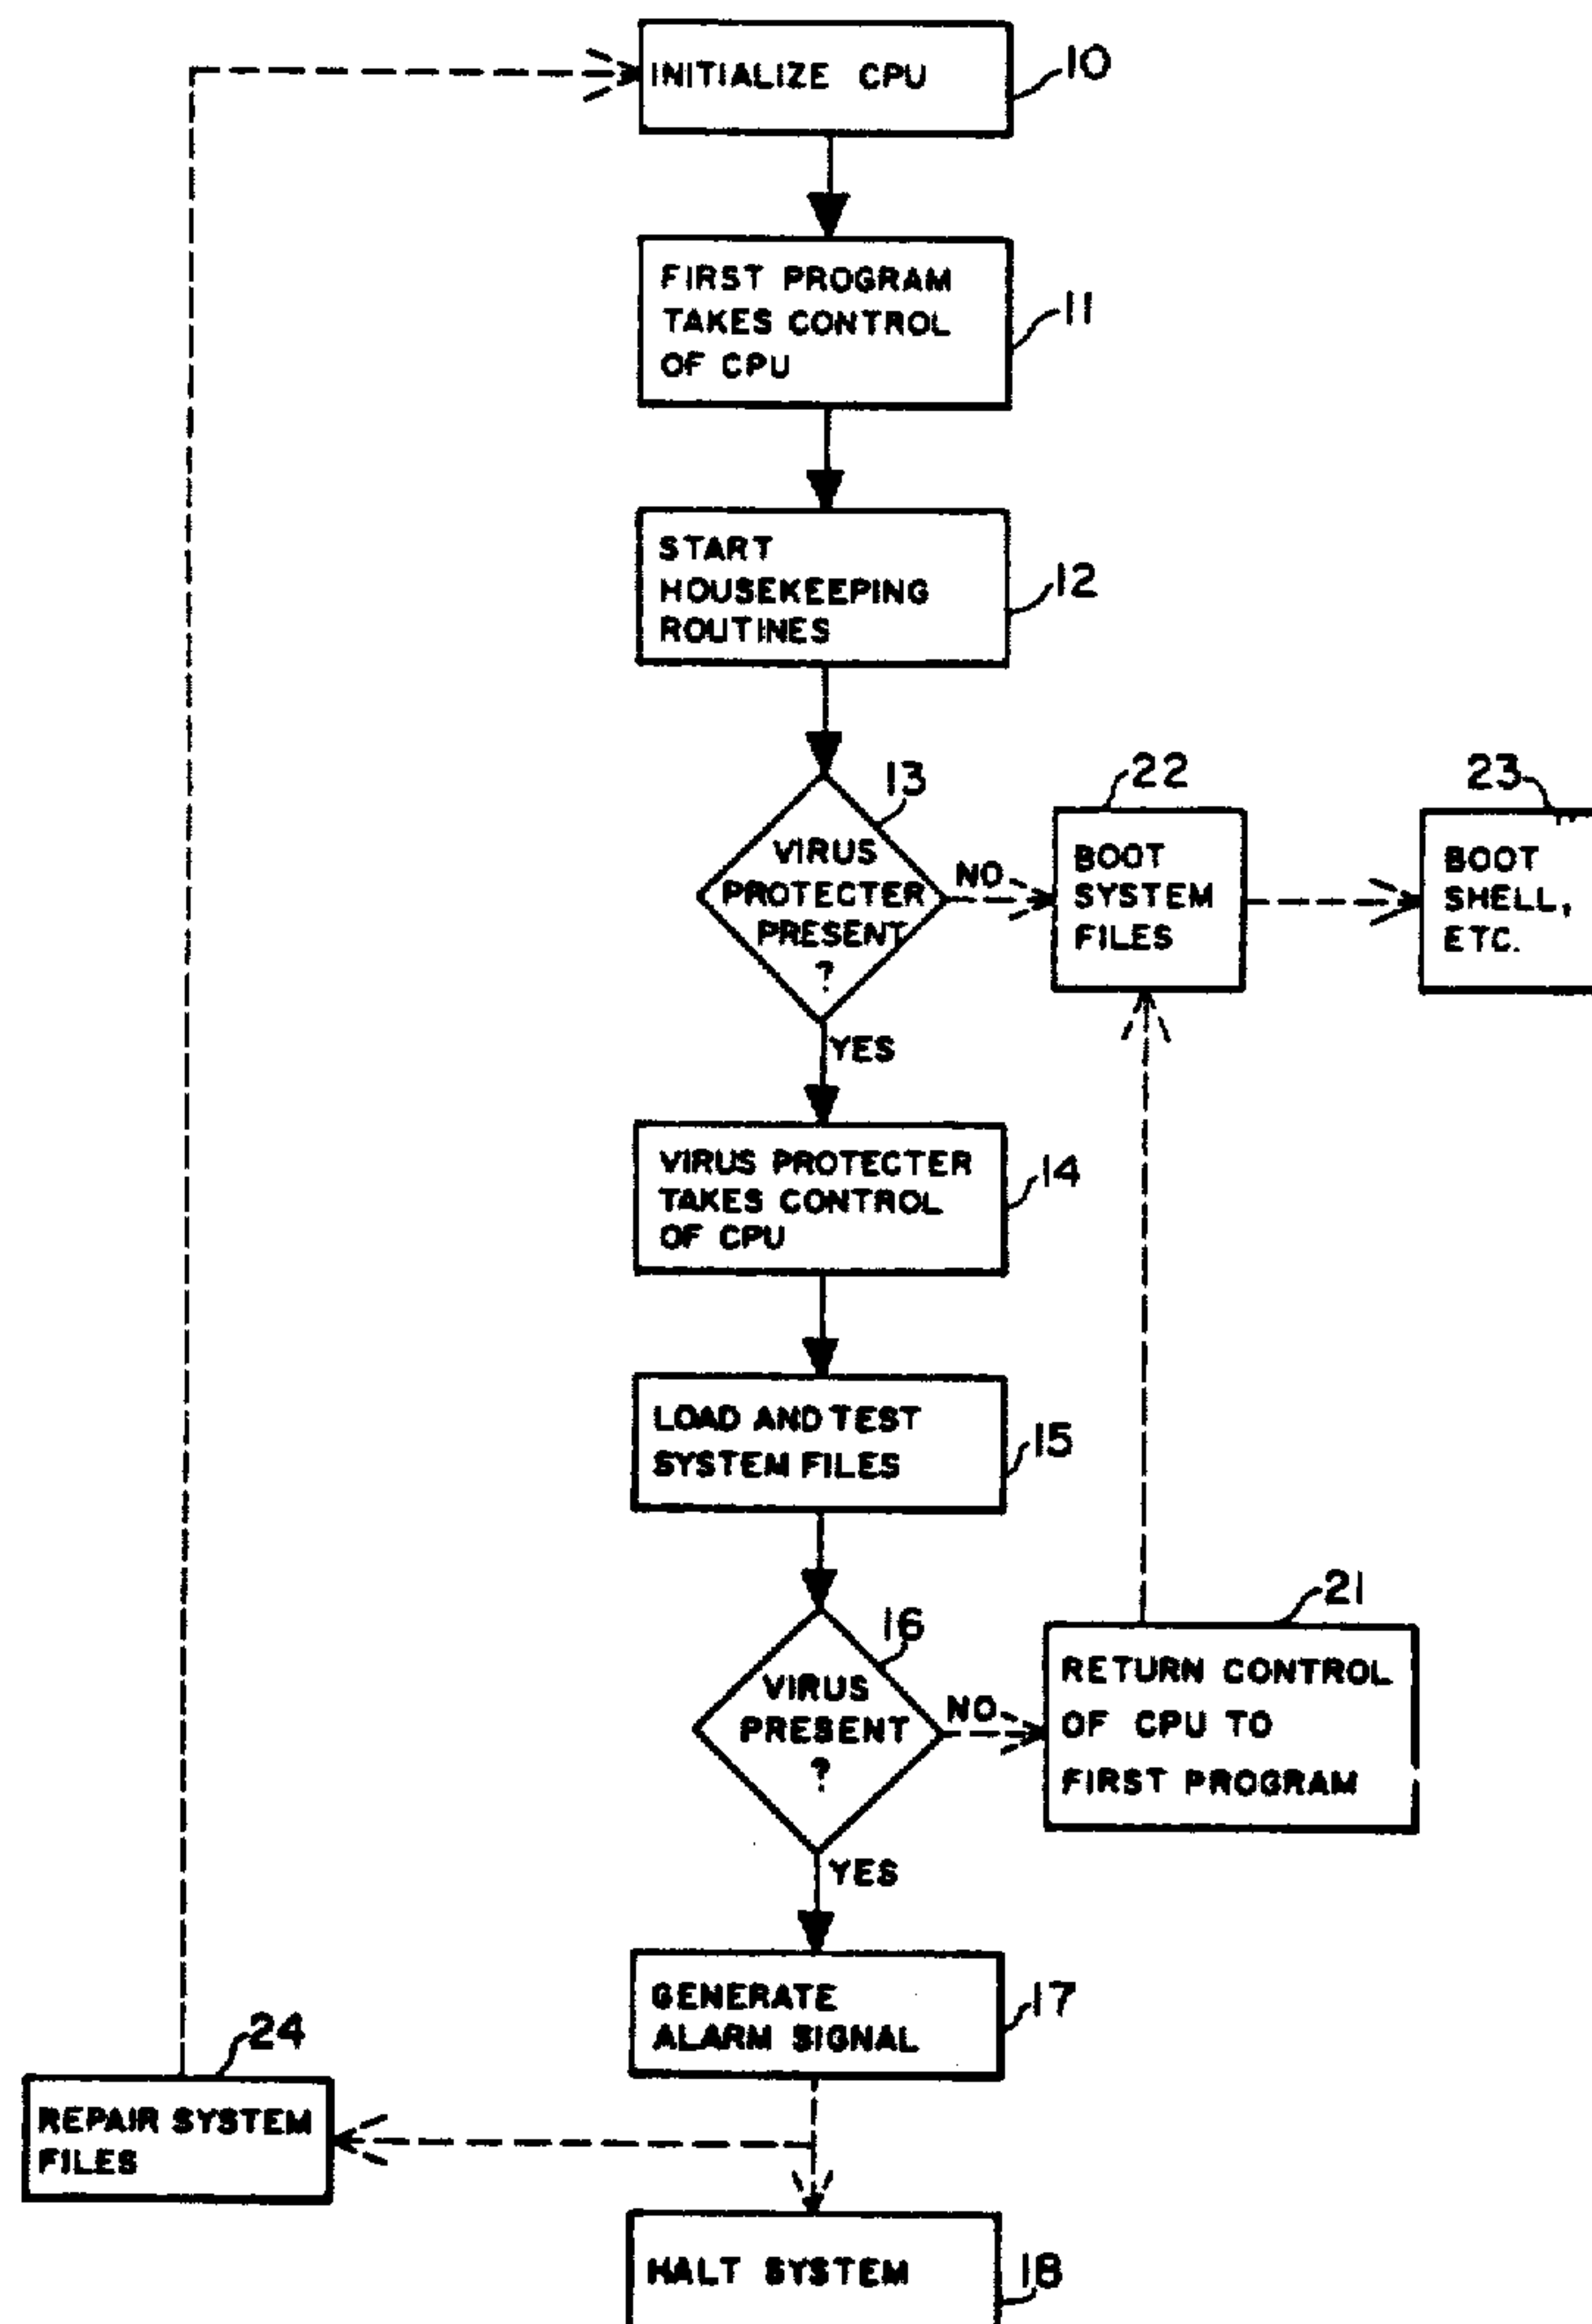 INITIALIZE CPU
10
FIRST PROGRAM
TAKES CONTROL
OF CPU
11
START
HOUSEKEEPING
ROUTINES
12
13
VIRUS
PROTECTER
PRESENT
?
NO
YES
22
BOOT
SYSTEM
FILES
23
BOOT
SHELL,
ETC.
VIRUS PROTECTER
TAKES CONTROL
OF CPU
14
LOAD AND TEST
SYSTEM FILES
15
16
VIRUS
PRESENT
?
NO
YES
21
RETURN CONTROL
OF CPU TO
FIRST PROGRAM
GENERATE
ALARM SIGNAL
17
24
REPAIR SYSTEM
FILES
HALT SYSTEM
18